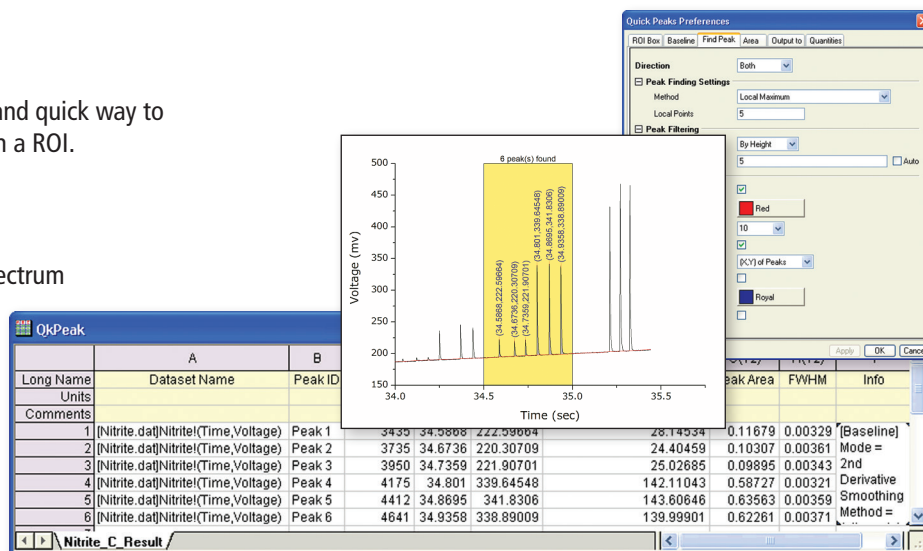 and quick way to
n a ROI.
ectrum
Quick Peaks Preferences
ROI Box Baseline Find Peak Area Output to Quantities
Direction Both
Peak Finding Settings
Method Local Maximum
Local Points 5
Peak Filtering
By Height
5 Auto
Red
10
(X,Y) of Peaks
Royal
Apply OK Cance
6 peak(s) found
500
450
400
350
300
250
200
150
Voltage (mv)
(34.5868,222.59664)
(34.6736,220.30709)
(34.7359,221.90701)
(34.801,339.64548)
(34.8695,341.8306)
(34.9358,338.89009)
34.0 34.5 35.0 35.5
Time (sec)
QkPeak
A B
Long Name Dataset Name Peak ID eak Area FWHM Info
Units
Comments
1 [Nitrite.dat]Nitrite!(Time,Voltage) Peak 1 3435 34.5868 222.59664 28.14534 0.11679 0.00329 [Baseline]
2 [Nitrite.dat]Nitrite!(Time,Voltage) Peak 2 3735 34.6736 220.30709 24.40459 0.10307 0.00361 Mode =
3 [Nitrite.dat]Nitrite!(Time,Voltage) Peak 3 3950 34.7359 221.90701 25.02685 0.09895 0.00343 2nd
4 [Nitrite.dat]Nitrite!(Time,Voltage) Peak 4 4175 34.801 339.64548 142.11043 0.58727 0.00321 Derivative
5 [Nitrite.dat]Nitrite!(Time,Voltage) Peak 5 4412 34.8695 341.8306 143.60646 0.63563 0.00359 Smoothing
6 [Nitrite.dat]Nitrite!(Time,Voltage) Peak 6 4641 34.9358 338.89009 139.99901 0.62261 0.00371 Method =
Nitrite_C_Result